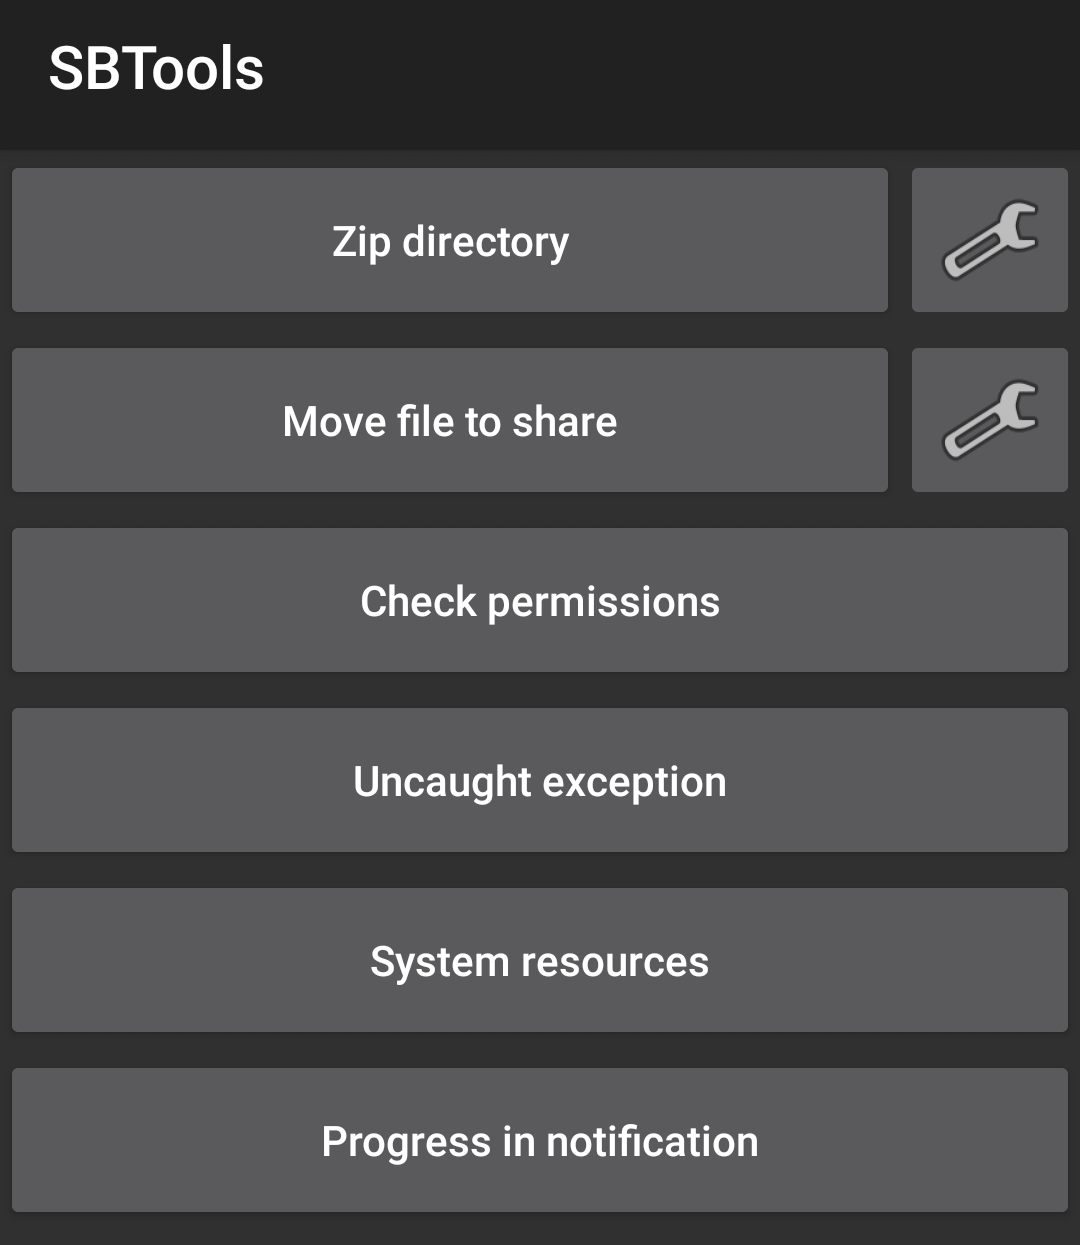 SBTools
Zip directory
Move file to share
Check permissions
Uncaught exception
System resources
Progress in notification